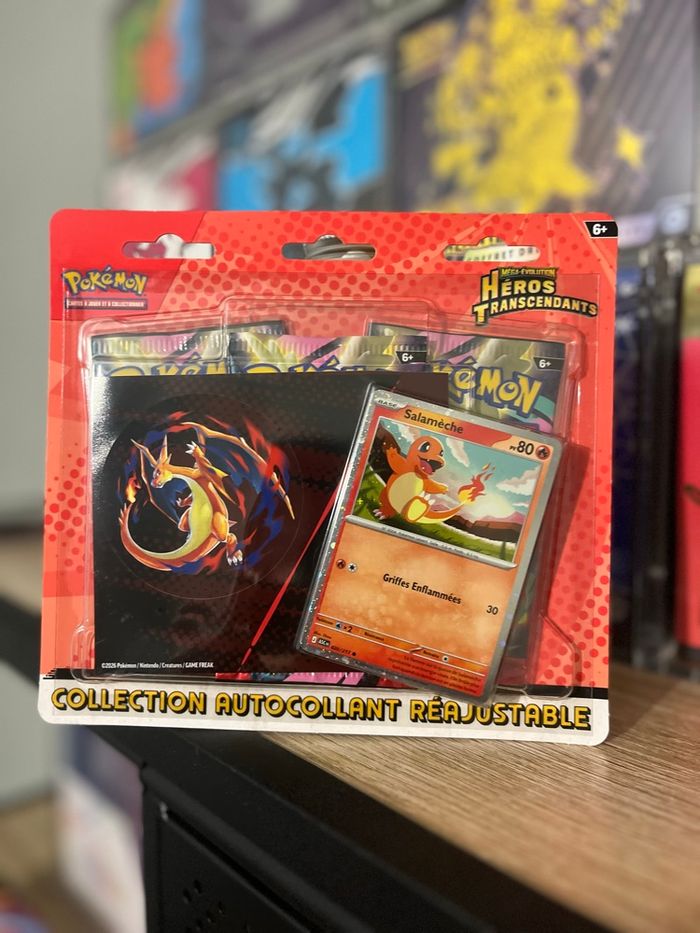 6+
POKéMON
CARTES À JOUER ET À COLLECTIONNER
MÉGA-ÉVOLUTION
HÉROS
TRANSCENDANTS
6+
6+
POKéMON
BASE
Salamèche
PV80
Griffes Enflammées
30
©2026 Pokémon / Nintendo / Creatures / GAME FREAK
COLLECTION AUTOCOLLANT RÉAJUSTABLE